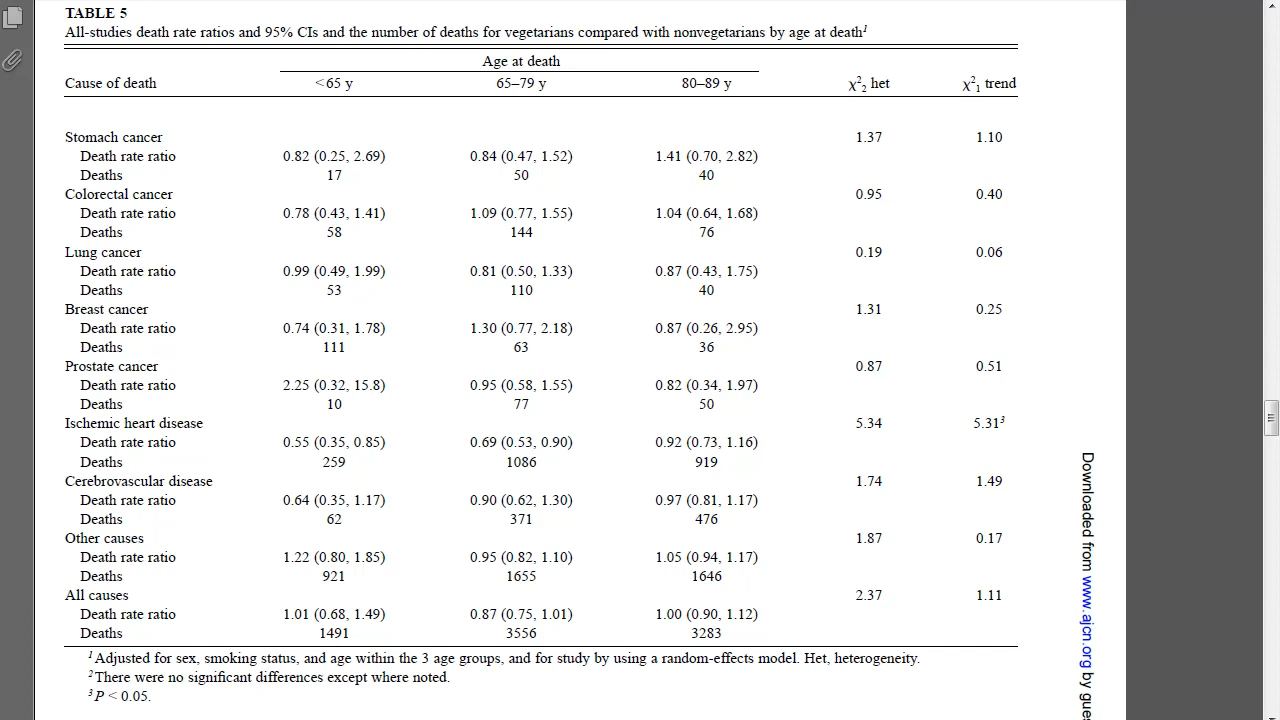 TABLE 5
All-studies death rate ratios and 95% CIs and the number of deaths for vegetarians compared with nonvegetarians by age at death¹
Age at death
Cause of death <65 y 65–79 y 80–89 y χ²₂ het χ²₁ trend
Stomach cancer 1.37 1.10
Death rate ratio 0.82 (0.25, 2.69) 0.84 (0.47, 1.52) 1.41 (0.70, 2.82)
Deaths 17 50 40
Colorectal cancer 0.95 0.40
Death rate ratio 0.78 (0.43, 1.41) 1.09 (0.77, 1.55) 1.04 (0.64, 1.68)
Deaths 58 144 76
Lung cancer 0.19 0.06
Death rate ratio 0.99 (0.49, 1.99) 0.81 (0.50, 1.33) 0.87 (0.43, 1.75)
Deaths 53 110 40
Breast cancer 1.31 0.25
Death rate ratio 0.74 (0.31, 1.78) 1.30 (0.77, 2.18) 0.87 (0.26, 2.95)
Deaths 111 63 36
Prostate cancer 0.87 0.51
Death rate ratio 2.25 (0.32, 15.8) 0.95 (0.58, 1.55) 0.82 (0.34, 1.97)
Deaths 10 77 50
Ischemic heart disease 5.34 5.31³
Death rate ratio 0.55 (0.35, 0.85) 0.69 (0.53, 0.90) 0.92 (0.73, 1.16)
Deaths 259 1086 919
Cerebrovascular disease 1.74 1.49
Death rate ratio 0.64 (0.35, 1.17) 0.90 (0.62, 1.30) 0.97 (0.81, 1.17)
Deaths 62 371 476
Other causes 1.87 0.17
Death rate ratio 1.22 (0.80, 1.85) 0.95 (0.82, 1.10) 1.05 (0.94, 1.17)
Deaths 921 1655 1646
All causes 2.37 1.11
Death rate ratio 1.01 (0.68, 1.49) 0.87 (0.75, 1.01) 1.00 (0.90, 1.12)
Deaths 1491 3556 3283
¹ Adjusted for sex, smoking status, and age within the 3 age groups, and for study by using a random-effects model. Het, heterogeneity.
² There were no significant differences except where noted.
³ P < 0.05.
Downloaded from www.ajcn.org by gues